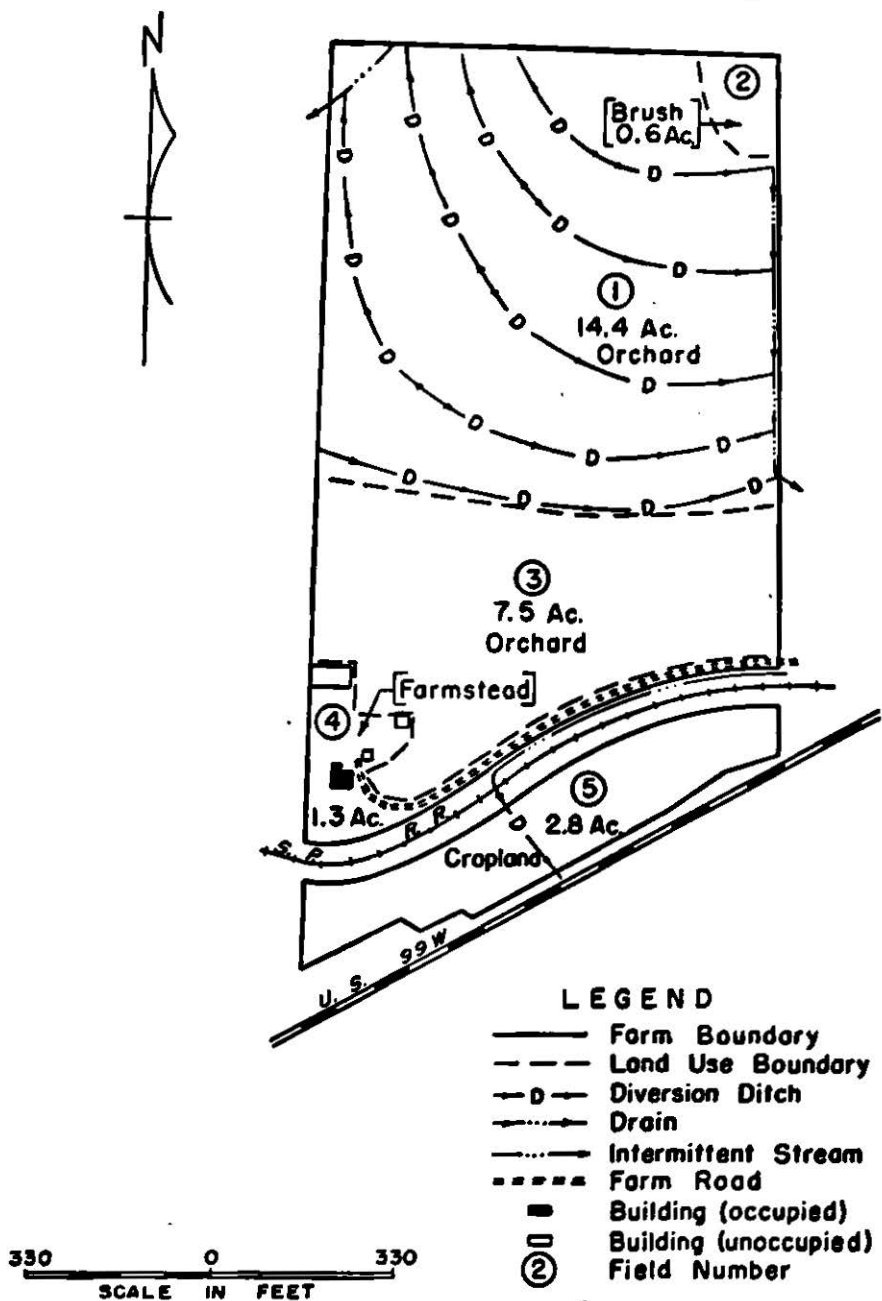 N
②
[Brush
0.6 Ac.]
D
D
D
D
D
D
D
D
①
14.4 Ac.
Orchard
D
D
D
D
D
D
D
D
D
D
D
D
③
7.5 Ac.
Orchard
[Farmstead]
④
1.3 Ac.
⑤
2.8 Ac.
D
Cropland
S. P. R. R.
U. S. 99W
LEGEND
Farm Boundary
Land Use Boundary
D Diversion Ditch
Drain
Intermittent Stream
Farm Road
Building (occupied)
Building (unoccupied)
② Field Number
330 0 330
SCALE IN FEET